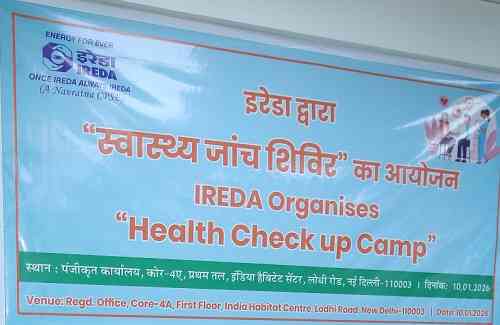 ENERGY FOR EVER
इरेडा
IREDA
ONCE IREDA ALWAYS IREDA
(A Navratna CPSE)
इरेडा द्वारा
“स्वास्थ्य जांच शिविर” का आयोजन
IREDA Organises
“Health Check up Camp”
स्थान : पंजीकृत कार्यालय, कोर-4ए, प्रथम तल, इंडिया हैबिटेट सेंटर, लोधी रोड, नई दिल्ली-110003 | दिनांक: 10.01.2026
Venue: Regd. Office, Core-4A, First Floor, India Habitat Centre, Lodhi Road, New Delhi-110003 | Date: 10.01.2026